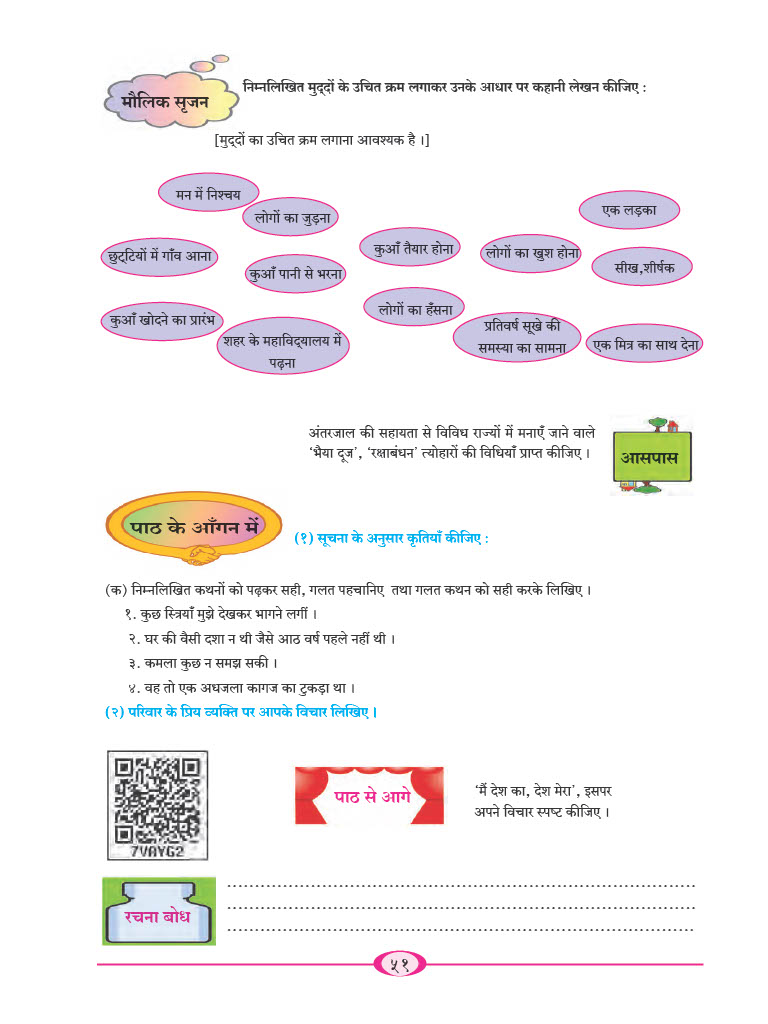 मौलिक सृजन
निम्नलिखित मुद्दों के उचित क्रम लगाकर उनके आधार पर कहानी लेखन कीजिए :
[मुद्दों का उचित क्रम लगाना आवश्यक है ।]
मन में निश्चय
लोगों का जुड़ना
एक लड़का
छुट्टियों में गाँव आना
कुआँ तैयार होना
लोगों का खुश होना
कुआँ पानी से भरना
सीख,शीर्षक
कुआँ खोदने का प्रारंभ
लोगों का हँसना
शहर के महाविद्यालय में
पढ़ना
प्रतिवर्ष सूखे की
समस्या का सामना
एक मित्र का साथ देना
अंतरजाल की सहायता से विविध राज्यों में मनाएँ जाने वाले
‘भैया दूज’, ‘रक्षाबंधन’ त्योहारों की विधियाँ प्राप्त कीजिए ।
आसपास
पाठ के आँगन में
(१) सूचना के अनुसार कृतियाँ कीजिए :
(क) निम्नलिखित कथनों को पढ़कर सही, गलत पहचानिए तथा गलत कथन को सही करके लिखिए ।
१. कुछ स्त्रियाँ मुझे देखकर भागने लगीं ।
२. घर की वैसी दशा न थी जैसे आठ वर्ष पहले नहीं थी ।
३. कमला कुछ न समझ सकी ।
४. वह तो एक अधजला कागज का टुकड़ा था ।
(२) परिवार के प्रिय व्यक्ति पर आपके विचार लिखिए ।
7VAYG2
पाठ से आगे
‘मैं देश का, देश मेरा’, इसपर
अपने विचार स्पष्ट कीजिए ।
रचना बोध
५१